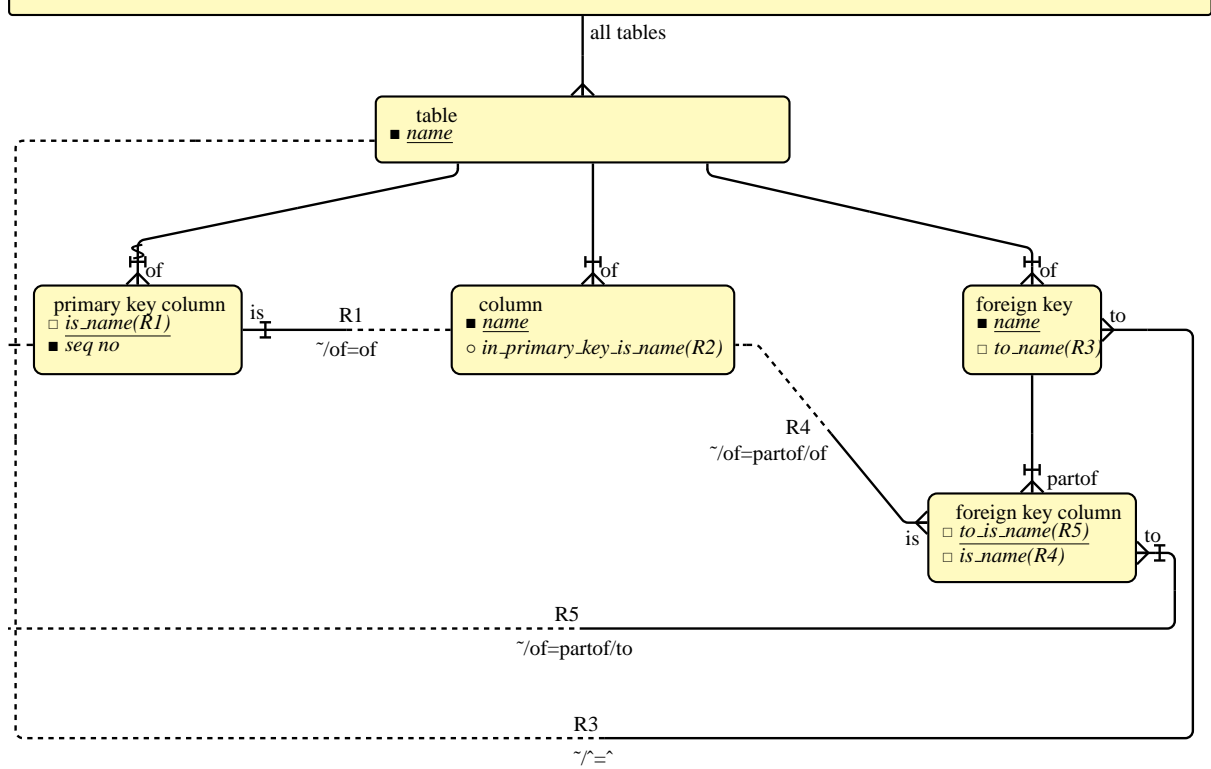 all tables
table
■ name
of
of
of
primary key column
□ is_name(R1)
■ seq no
is
R1
~/of=of
column
■ name
○ in_primary_key_is_name(R2)
foreign key
■ name
□ to_name(R3)
to
R4
~/of=partof/of
partof
is
foreign key column
□ to_is_name(R5)
□ is_name(R4)
to
R5
~/of=partof/to
R3
~/^=^